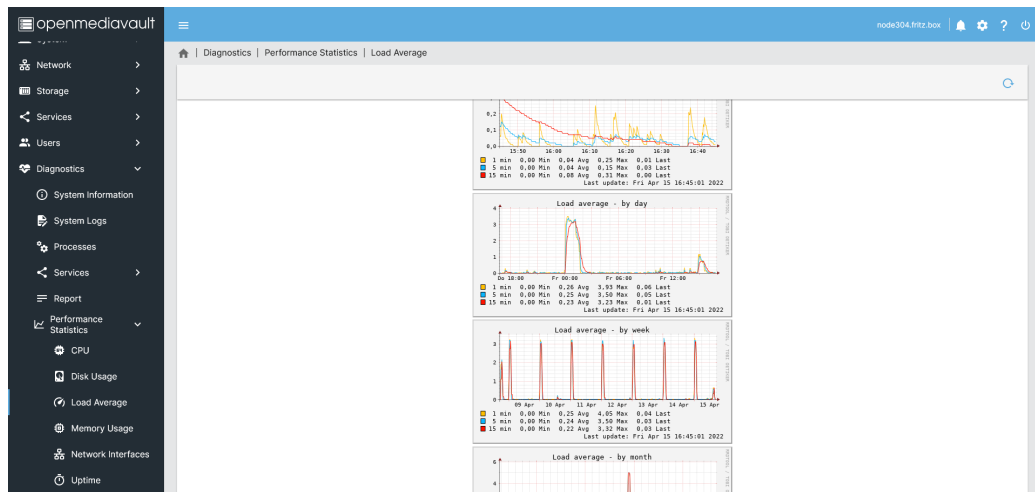 openmediavault
node304.fritz.box
Network
Storage
Services
Users
Diagnostics
System Information
System Logs
Processes
Services
Report
Performance
Statistics
CPU
Disk Usage
Load Average
Memory Usage
Network Interfaces
Uptime
| Diagnostics | Performance Statistics | Load Average
0,2
0,1
0,0
15:50 16:00 16:10 16:20 16:30 16:40
1 min 0,00 Min 0,04 Avg 0,25 Max 0,01 Last
5 min 0,00 Min 0,04 Avg 0,15 Max 0,03 Last
15 min 0,00 Min 0,08 Avg 0,31 Max 0,00 Last
Last update: Fri Apr 15 16:45:01 2022
Load average - by day
4
3
2
1
0
Do 18:00 Fr 00:00 Fr 06:00 Fr 12:00
1 min 0,00 Min 0,26 Avg 3,93 Max 0,06 Last
5 min 0,00 Min 0,25 Avg 3,50 Max 0,05 Last
15 min 0,00 Min 0,23 Avg 3,23 Max 0,01 Last
Last update: Fri Apr 15 16:45:01 2022
Load average - by week
3
2
1
0
09 Apr 10 Apr 11 Apr 12 Apr 13 Apr 14 Apr 15 Apr
1 min 0,00 Min 0,25 Avg 4,05 Max 0,04 Last
5 min 0,00 Min 0,24 Avg 3,50 Max 0,03 Last
15 min 0,00 Min 0,22 Avg 3,32 Max 0,03 Last
Last update: Fri Apr 15 16:45:01 2022
Load average - by month
6
4